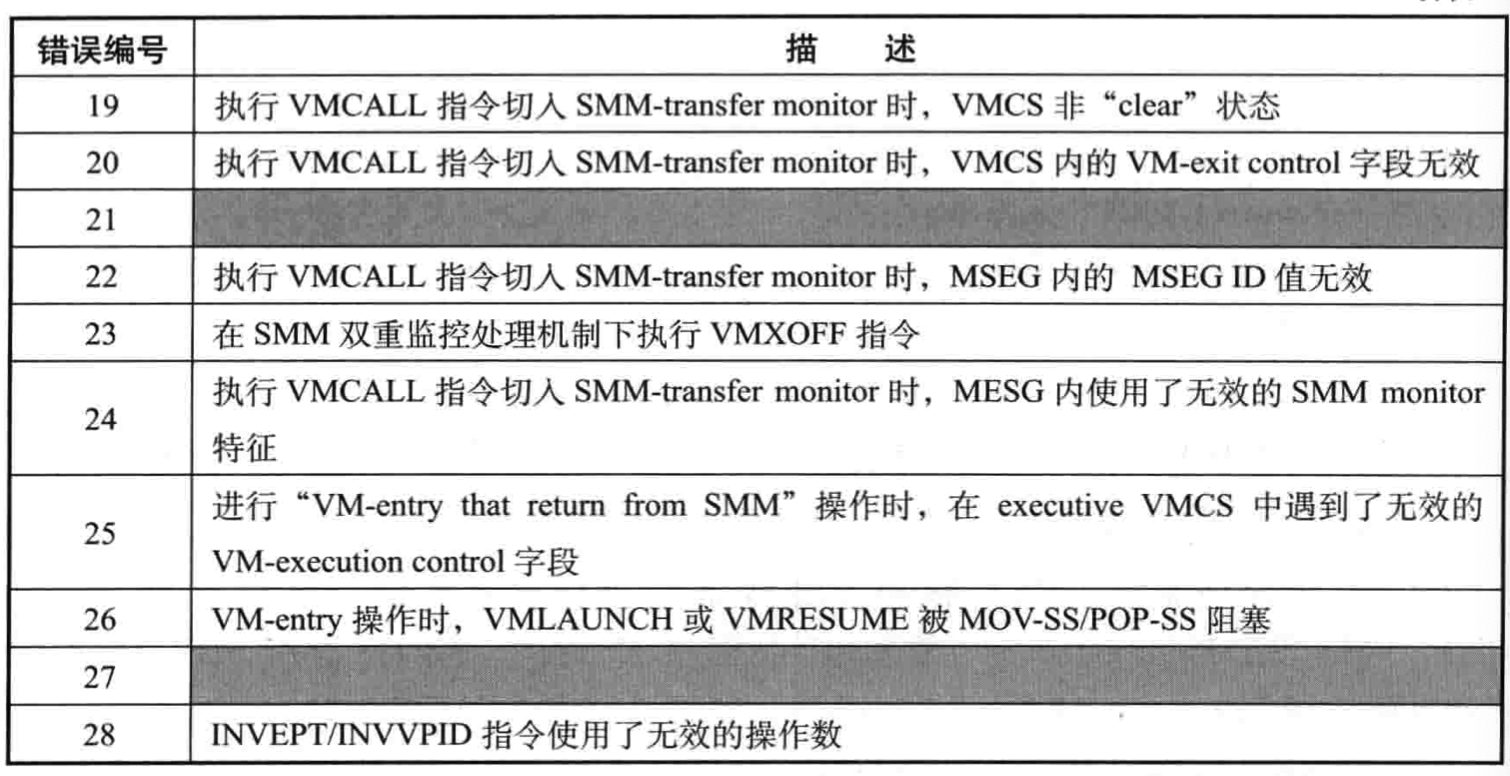 错误编号 描 述
19 执行 VMCALL 指令切入 SMM-transfer monitor 时，VMCS 非“clear”状态
20 执行 VMCALL 指令切入 SMM-transfer monitor 时，VMCS 内的 VM-exit control 字段无效
21
22 执行 VMCALL 指令切入 SMM-transfer monitor 时，MSEG 内的 MSEG ID 值无效
23 在 SMM 双重监控处理机制下执行 VMXOFF 指令
24 执行 VMCALL 指令切入 SMM-transfer monitor 时，MESG 内使用了无效的 SMM monitor
特征
25 进行“VM-entry that return from SMM”操作时，在 executive VMCS 中遇到了无效的
VM-execution control 字段
26 VM-entry 操作时，VMLAUNCH 或 VMRESUME 被 MOV-SS/POP-SS 阻塞
27
28 INVEPT/INVVPID 指令使用了无效的操作数